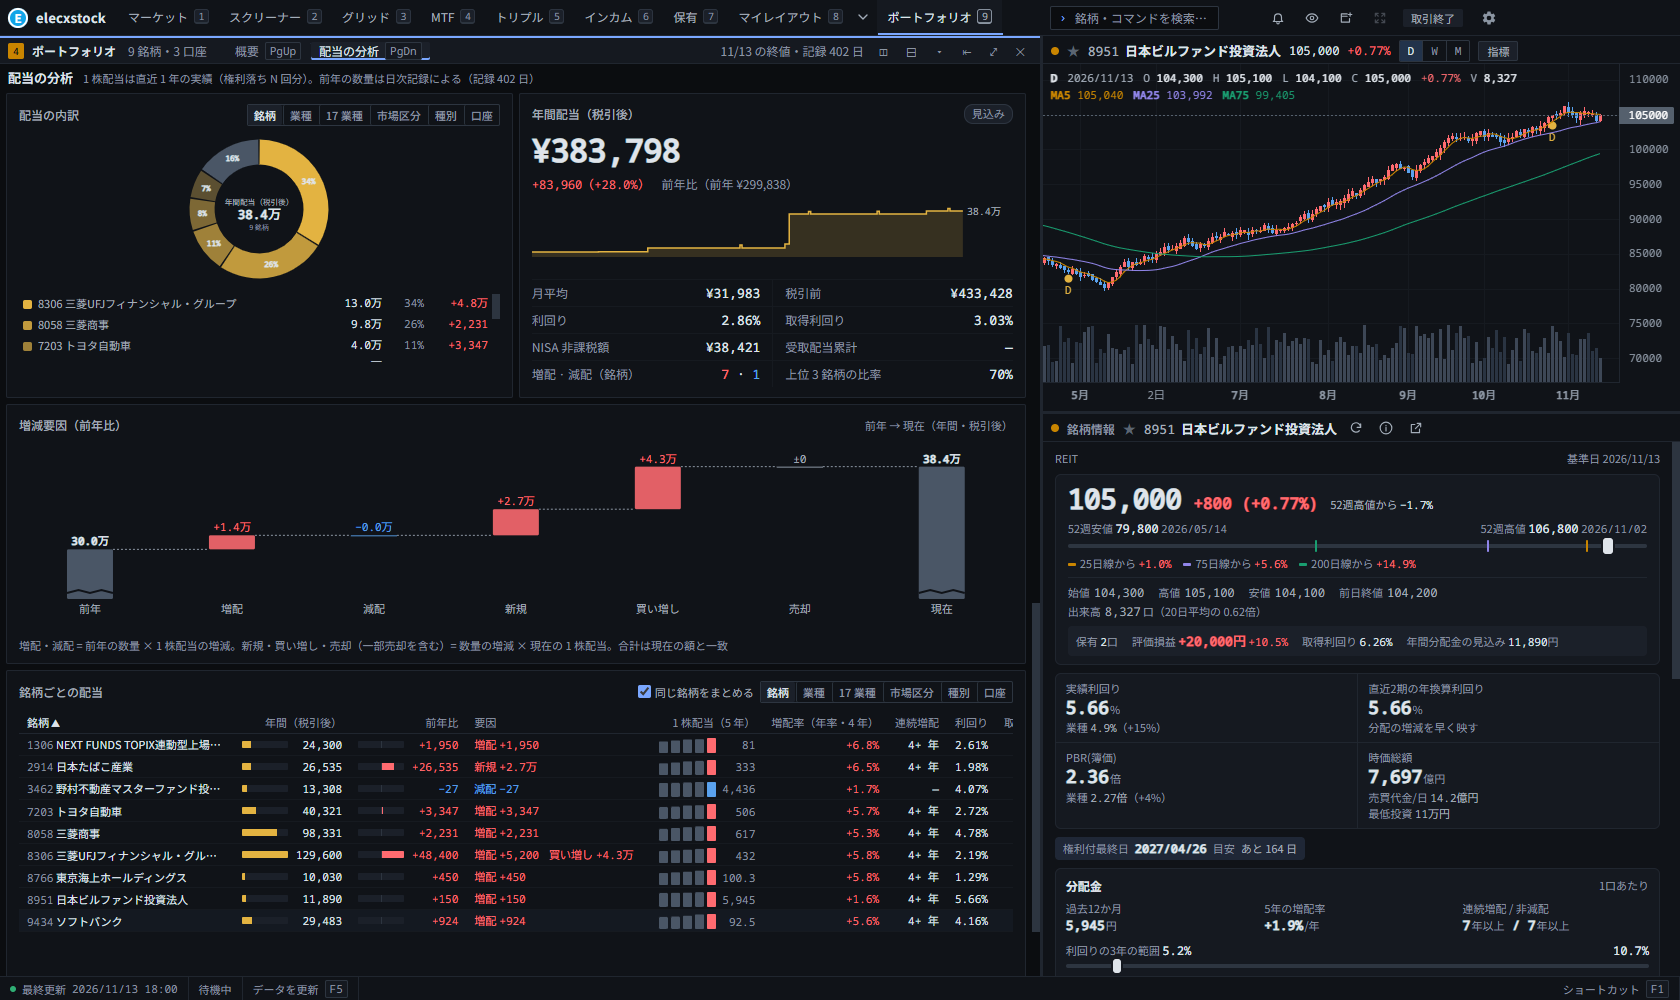 elecxstock マーケット 1 スクリーナー 2 グリッド 3 MTF 4 トリプル 5 インカム 6 保有 7 マイレイアウト 8 ポートフォリオ 9 › 銘柄・コマンドを検索… 取引終了
4 ポートフォリオ 9 銘柄・3 口座 概要 PgUp 配当の分析 PgDn 11/13 の終値・記録 402 日
配当の分析 1 株配当は直近 1 年の実績（権利落ち N 回分）。前年の数量は日次記録による（記録 402 日）
配当の内訳 銘柄 業種 17 業種 市場区分 種別 口座
34%
26%
11%
8%
7%
16%
年間配当（税引後）
38.4万
9 銘柄
8306 三菱UFJフィナンシャル・グループ 13.0万 34% +4.8万
8058 三菱商事 9.8万 26% +2,231
7203 トヨタ自動車 4.0万 11% +3,347
年間配当（税引後） 見込み
¥383,798
+83,960 (+28.0%) 前年比（前年 ¥299,838）
38.4万
月平均 ¥31,983 税引前 ¥433,428
利回り 2.86% 取得利回り 3.03%
NISA 非課税額 ¥38,421 受取配当累計 —
増配・減配（銘柄） 7 · 1 上位 3 銘柄の比率 70%
増減要因（前年比） 前年 → 現在（年間・税引後）
30.0万 +1.4万 −0.0万 +2.7万 +4.3万 ±0 38.4万
前年 増配 減配 新規 買い増し 売却 現在
増配・減配 = 前年の数量 × 1 株配当の増減。新規・買い増し・売却（一部売却を含む）= 数量の増減 × 現在の 1 株配当。合計は現在の額と一致
銘柄ごとの配当 同じ銘柄をまとめる 銘柄 業種 17 業種 市場区分 種別 口座
銘柄▲ 年間（税引後） 前年比 要因 1 株配当（5 年） 増配率（年率・4 年） 連続増配 利回り 取
1306 NEXT FUNDS TOPIX連動型上場… 24,300 +1,950 増配 +1,950 81 +6.8% 4+ 年 2.61%
2914 日本たばこ産業 26,535 +26,535 新規 +2.7万 333 +6.5% 4+ 年 1.98%
3462 野村不動産マスターファンド投… 13,308 −27 減配 −27 4,436 +1.7% — 4.07%
7203 トヨタ自動車 40,321 +3,347 増配 +3,347 506 +5.7% 4+ 年 2.72%
8058 三菱商事 98,331 +2,231 増配 +2,231 617 +5.3% 4+ 年 4.78%
8306 三菱UFJフィナンシャル・グル… 129,600 +48,400 増配 +5,200 買い増し +4.3万 432 +5.8% 4+ 年 2.19%
8766 東京海上ホールディングス 10,030 +450 増配 +450 100.3 +5.8% 4+ 年 1.29%
8951 日本ビルファンド投資法人 11,890 +150 増配 +150 5,945 +1.6% 4+ 年 5.66%
9434 ソフトバンク 29,483 +924 増配 +924 92.5 +5.6% 4+ 年 4.16%
8951 日本ビルファンド投資法人 105,000 +0.77% D W M 指標
D 2026/11/13 O 104,300 H 105,100 L 104,100 C 105,000 +0.77% V 8,327
MA5 105,040 MA25 103,992 MA75 99,405
110000
105000
100000
95000
90000
85000
80000
75000
70000
D
D
5月 2日 7月 8月 9月 10月 11月
銘柄情報 8951 日本ビルファンド投資法人
REIT 基準日 2026/11/13
105,000 +800 (+0.77%) 52週高値から −1.7%
52週安値 79,800 2026/05/14 52週高値 106,800 2026/11/02
25日線から +1.0% 75日線から +5.6% 200日線から +14.9%
始値 104,300 高値 105,100 安値 104,100 前日終値 104,200
出来高 8,327 口（20日平均の 0.62倍）
保有 2口 評価損益 +20,000円 +10.5% 取得利回り 6.26% 年間分配金の見込み 11,890円
実績利回り
5.66%
業種 4.9%（+15%）
直近2期の年換算利回り
5.66%
分配の増減を早く映す
PBR(簿価)
2.36倍
業種 2.27倍（+4%）
時価総額
7,697億円
売買代金/日 14.2億円
最低投資 11万円
権利付最終日 2027/04/26 目安 あと 164 日
分配金 1口あたり
過去12か月 5年の増配率 連続増配 / 非減配
5,945円 +1.9%/年 7年以上 / 7年以上
利回りの3年の範囲 5.2% 10.7%
最終更新 2026/11/13 18:00 待機中 データを更新 F5 ショートカット F1